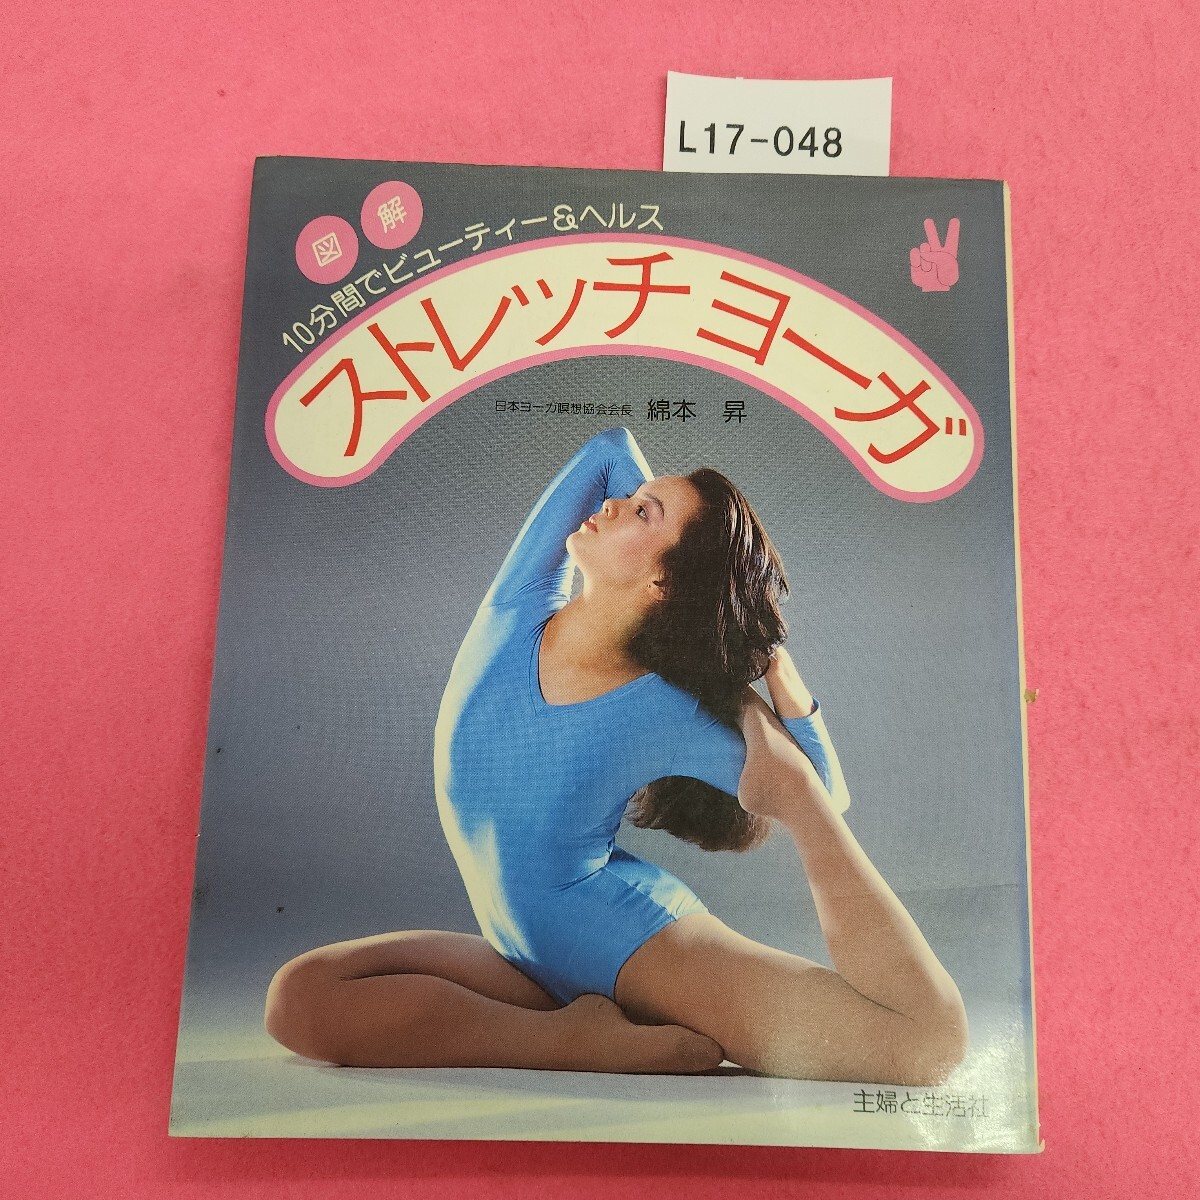 L17-048
図解
10分間でビューティー&ヘルス
ストレッチヨーガ
日本ヨーガ瞑想協会会長 綿本 昇
主婦と生活社